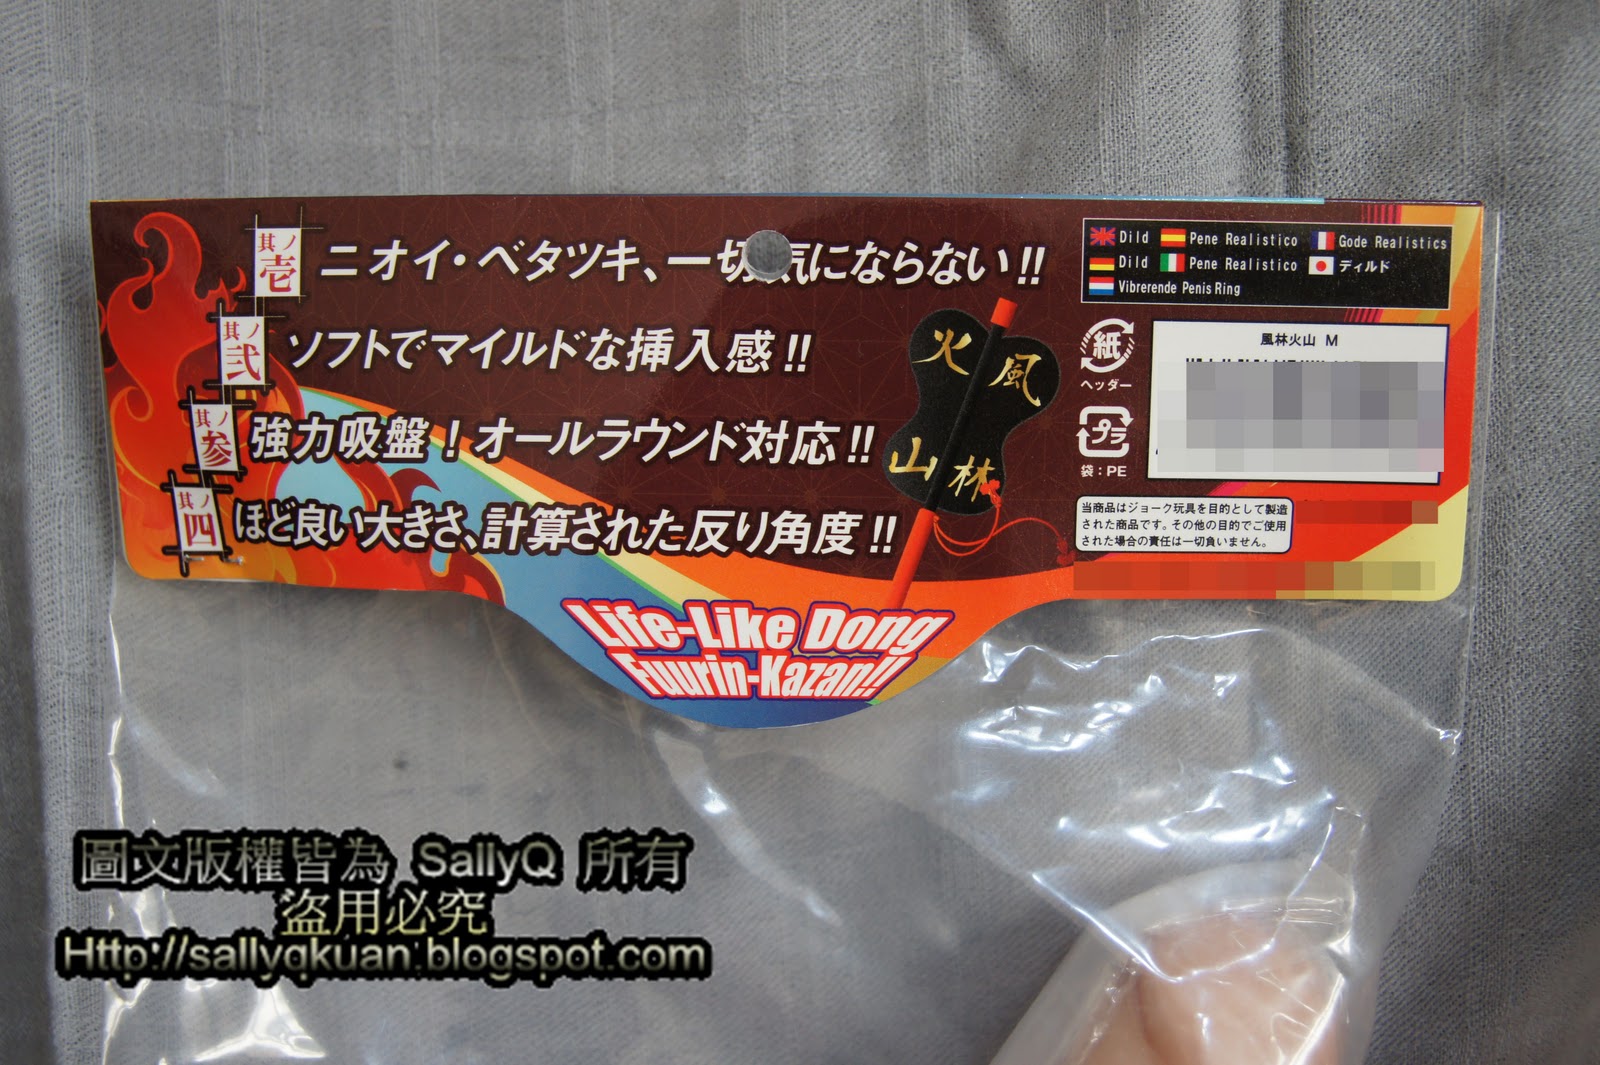 其ノ壱
ニオイ・ベタツキ、一切気にならない!!
其ノ弐
ソフトでマイルドな挿入感!!
其ノ参
強力吸盤！オールラウンド対応!!
其ノ四
ほど良い大きさ、計算された反り角度!!
火 風
山 林
Life-Like Dong
Fuurin-Kazan!!
Dild Pene Realistico Gode Realistics
Dild Pene Realistico ディルド
Vibrerende Penis Ring
紙
ヘッダー
プラ
袋：PE
風林火山 M
当商品はジョーク玩具を目的として製造
された商品です。その他の目的でご使用
された場合の責任は一切負いません。
圖文版權皆為 SallyQ 所有
盜用必究
Http://sallyqkuan.blogspot.com